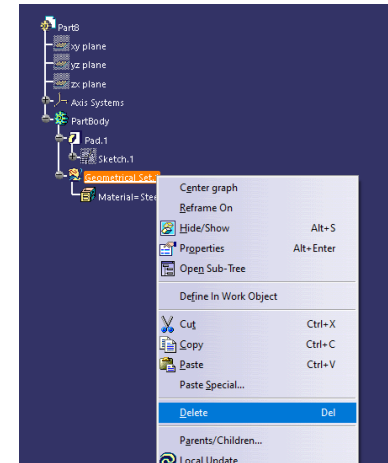 Part8
xy plane
yz plane
zx plane
Axis Systems
PartBody
Pad.1
Sketch.1
Geometrical Set.1
Material=Stee
Center graph
Reframe On
Hide/Show Alt+S
Properties Alt+Enter
Open Sub-Tree
Define In Work Object
Cut Ctrl+X
Copy Ctrl+C
Paste Ctrl+V
Paste Special...
Delete Del
Parents/Children...
Local Update